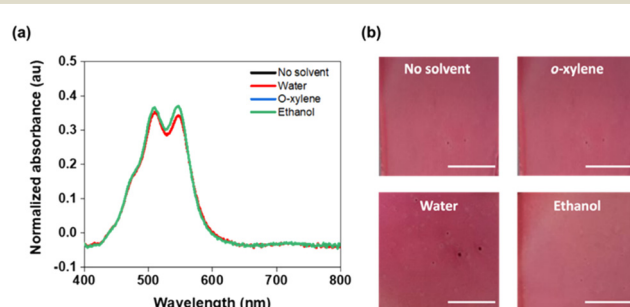 (a)
(b)
Normalized absorbance (au)
0.5
0.4
0.3
0.2
0.1
0.0
-0.1
400
500
600
700
800
Wavelength (nm)
No solvent
Water
O-xylene
Ethanol
No solvent
o-xylene
Water
Ethanol